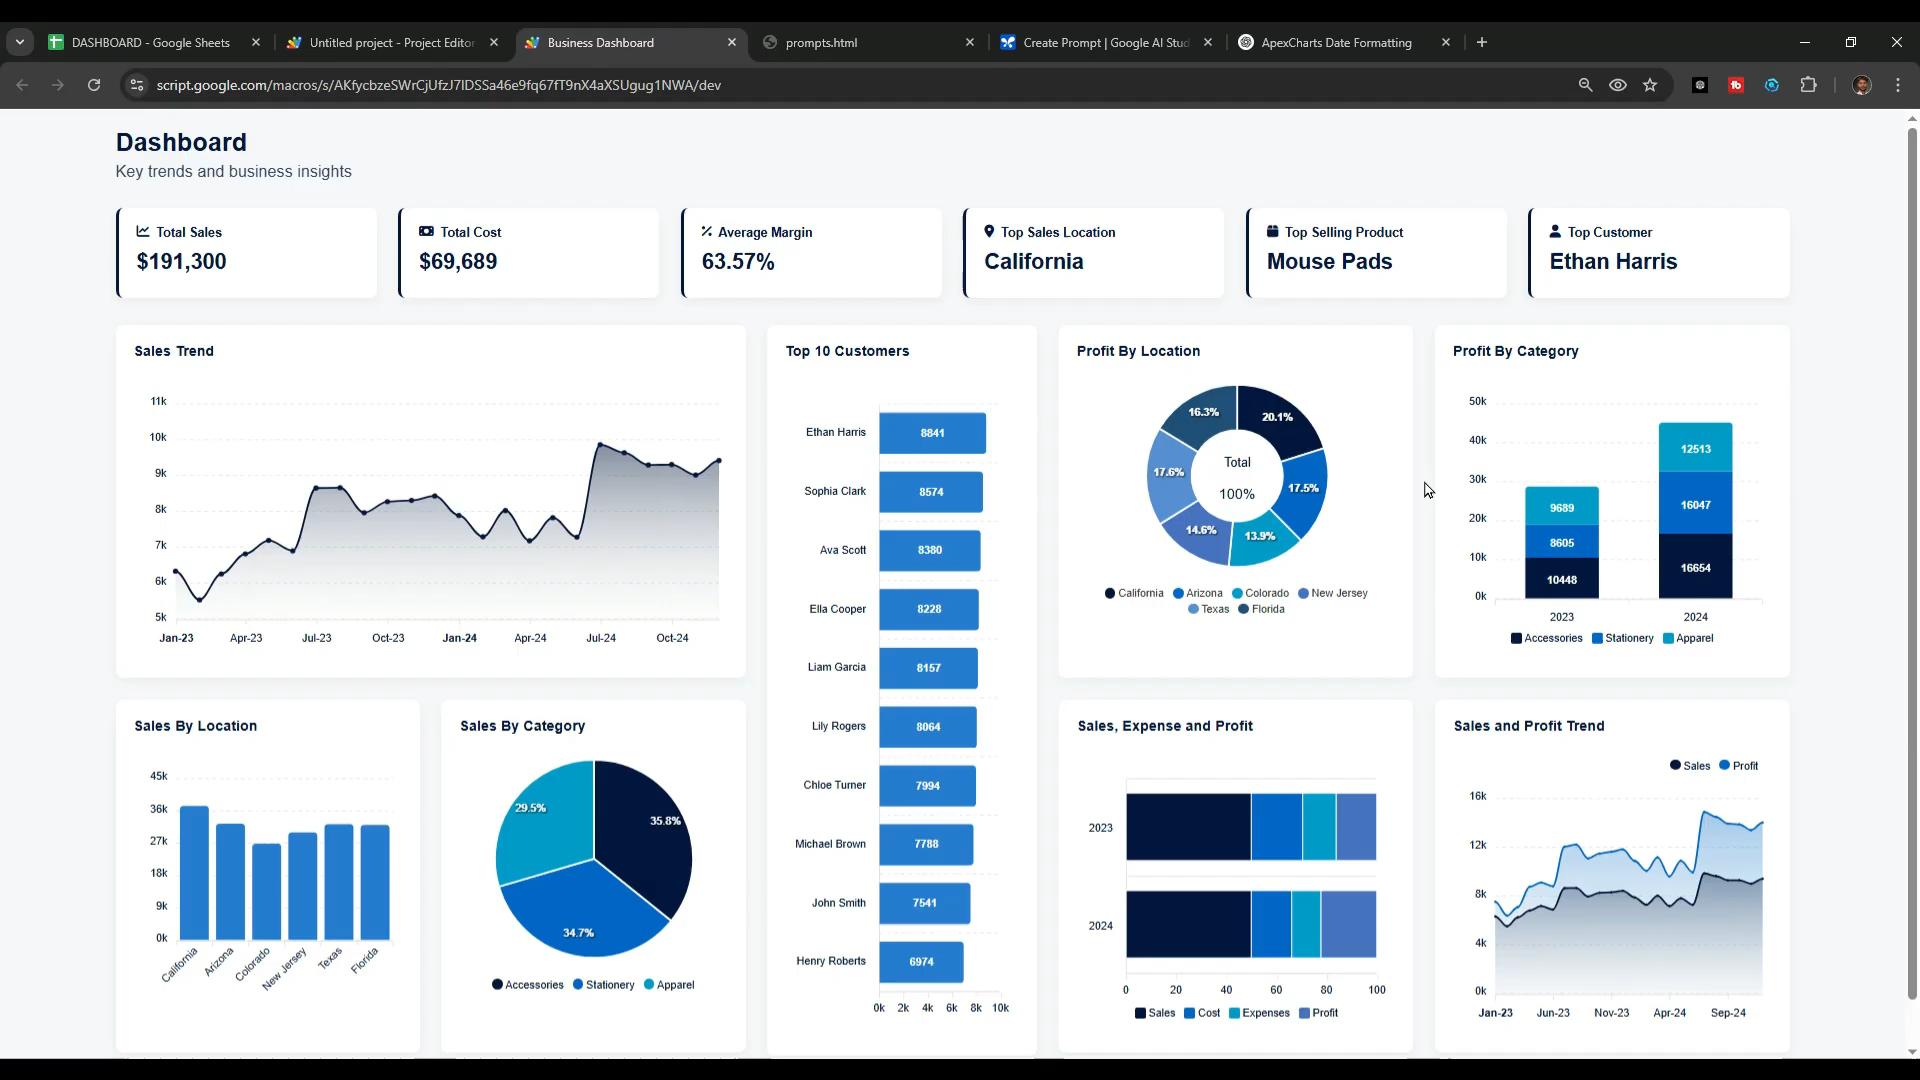 DASHBOARD - Google Sheets
Untitled project - Project Editor
Business Dashboard
prompts.html
Create Prompt | Google AI Stud
ApexCharts Date Formatting
script.google.com/macros/s/AKfycbzeSWrCjUfzJ7lDSSa46e9fq67fT9nX4aXSUgug1NWA/dev
tb
Dashboard
Key trends and business insights
Total Sales
$191,300
Total Cost
$69,689
Average Margin
63.57%
Top Sales Location
California
Top Selling Product
Mouse Pads
Top Customer
Ethan Harris
Sales Trend
11k
10k
9k
8k
7k
6k
5k
Jan-23 Apr-23 Jul-23 Oct-23 Jan-24 Apr-24 Jul-24 Oct-24
Top 10 Customers
Ethan Harris 8841
Sophia Clark 8574
Ava Scott 8380
Ella Cooper 8228
Liam Garcia 8157
Lily Rogers 8064
Chloe Turner 7994
Michael Brown 7788
John Smith 7541
Henry Roberts 6974
0k 2k 4k 6k 8k 10k
Profit By Location
16.3% 20.1%
Total
17.6% 17.5%
100%
14.6% 13.9%
California Arizona Colorado New Jersey
Texas Florida
Profit By Category
50k
40k
30k
20k
10k
0k
9689
8605
10448
12513
16047
16654
2023 2024
Accessories Stationery Apparel
Sales By Location
45k
36k
27k
18k
9k
0k
California Arizona Colorado New Jersey Texas Florida
Sales By Category
29.5% 35.8%
34.7%
Accessories Stationery Apparel
Sales, Expense and Profit
2023
2024
0 20 40 60 80 100
Sales Cost Expenses Profit
Sales and Profit Trend
Sales Profit
16k
12k
8k
4k
0k
Jan-23 Jun-23 Nov-23 Apr-24 Sep-24